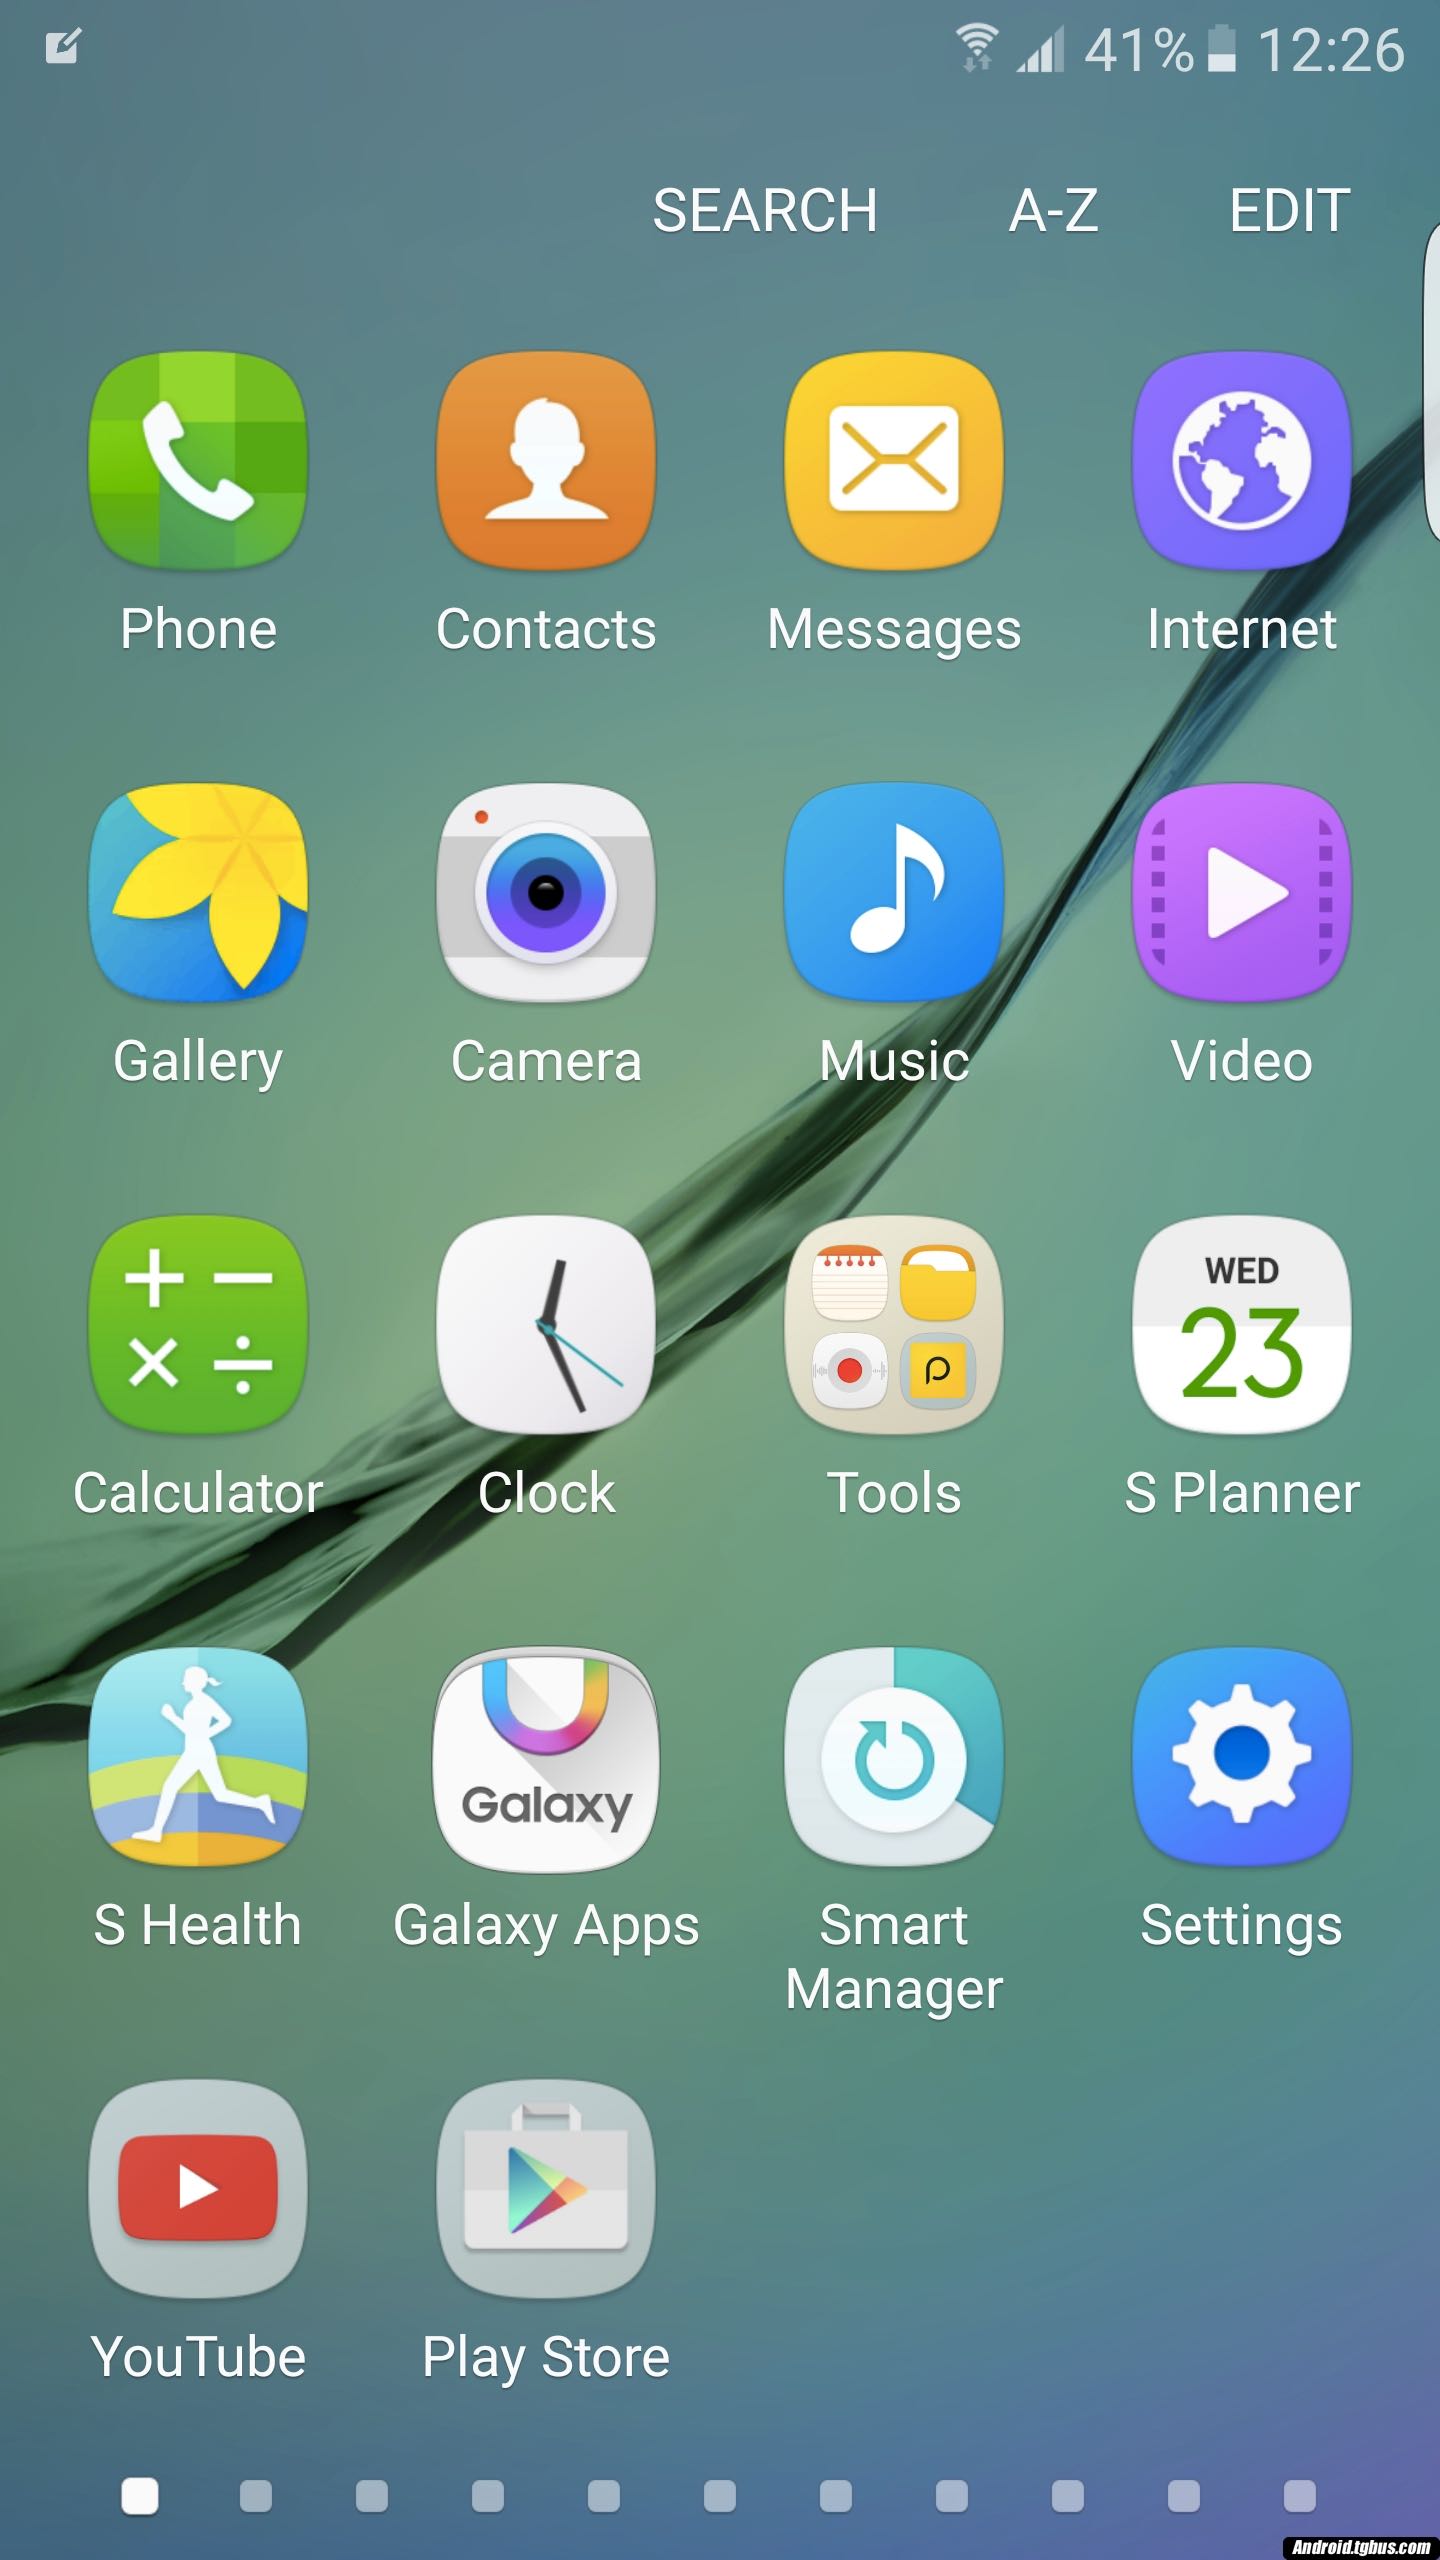 41% 12:26
SEARCH A-Z EDIT
Phone Contacts Messages Internet
Gallery Camera Music Video
WED
23
Calculator Clock Tools S Planner
Galaxy
S Health Galaxy Apps Smart Manager Settings
YouTube Play Store
Android.tgbus.com